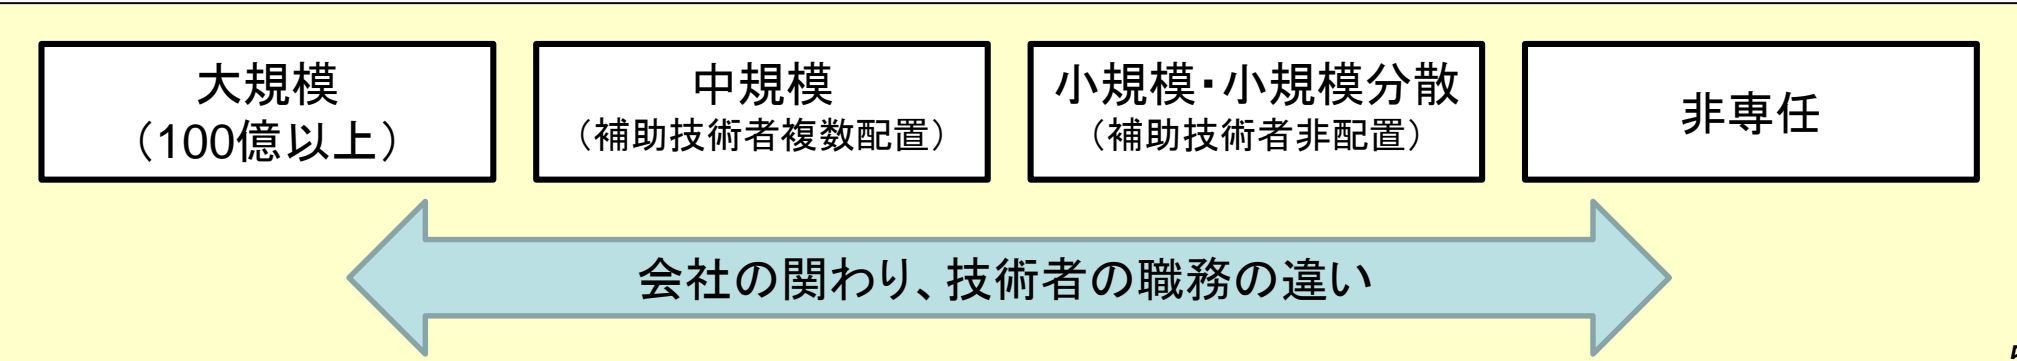 大規模
（100億以上）
中規模
（補助技術者複数配置）
小規模・小規模分散
（補助技術者非配置）
非専任
会社の関わり、技術者の職務の違い